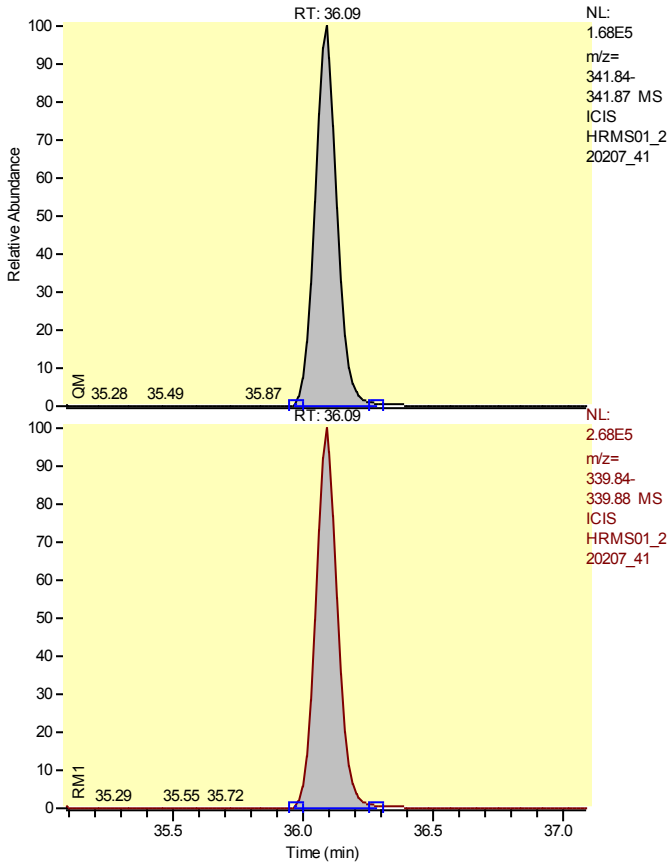 RT: 36.09
NL:
1.68E5
m/z=
341.84-
341.87 MS
ICIS
HRMS01_2
20207_41
100
90
80
70
60
50
40
30
20
10
0
Relative Abundance
QM
35.28 35.49 35.87
RT: 36.09
NL:
2.68E5
m/z=
339.84-
339.88 MS
ICIS
HRMS01_2
20207_41
100
90
80
70
60
50
40
30
20
10
0
RM1
35.29 35.55 35.72
35.5 36.0 36.5 37.0
Time (min)